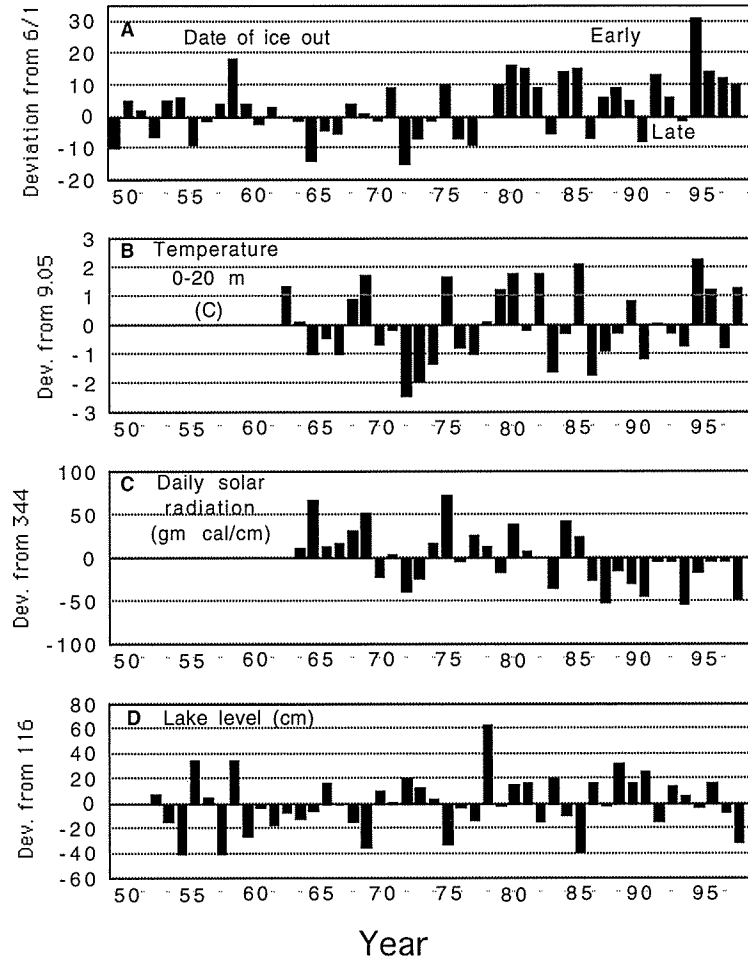 A
Date of ice out
Early
Late
Deviation from 6/1
30
20
10
0
-10
-20
50 55 60 65 70 75 80 85 90 95
B Temperature
0-20 m
(C)
Dev. from 9.05
3
2
1
0
-1
-2
-3
50 55 60 65 70 75 80 85 90 95
C Daily solar
radiation
(gm cal/cm)
Dev. from 344
100
50
0
-50
-100
50 55 60 65 70 75 80 85 90 95
D Lake level (cm)
Dev. from 116
80
60
40
20
0
-20
-40
-60
50 55 60 65 70 75 80 85 90 95
Year